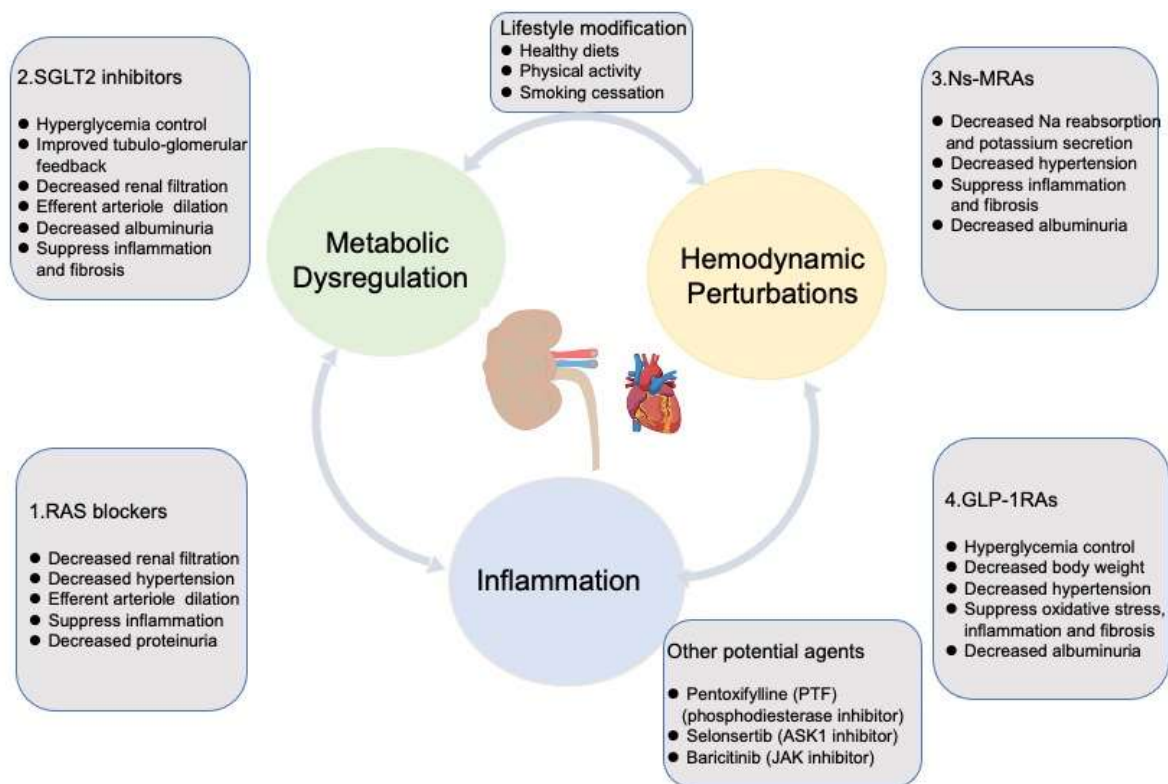 Lifestyle modification
● Healthy diets
● Physical activity
● Smoking cessation
2.SGLT2 inhibitors
● Hyperglycemia control
● Improved tubulo-glomerular
feedback
● Decreased renal filtration
● Efferent arteriole dilation
● Decreased albuminuria
● Suppress inflammation
and fibrosis
3.Ns-MRAs
● Decreased Na reabsorption
and potassium secretion
● Decreased hypertension
● Suppress inflammation
and fibrosis
● Decreased albuminuria
Metabolic
Dysregulation
Hemodynamic
Perturbations
Inflammation
1.RAS blockers
● Decreased renal filtration
● Decreased hypertension
● Efferent arteriole dilation
● Suppress inflammation
● Decreased proteinuria
4.GLP-1RAs
● Hyperglycemia control
● Decreased body weight
● Decreased hypertension
● Suppress oxidative stress,
inflammation and fibrosis
● Decreased albuminuria
Other potential agents
● Pentoxifylline (PTF)
(phosphodiesterase inhibitor)
● Selonsertib (ASK1 inhibitor)
● Baricitinib (JAK inhibitor)